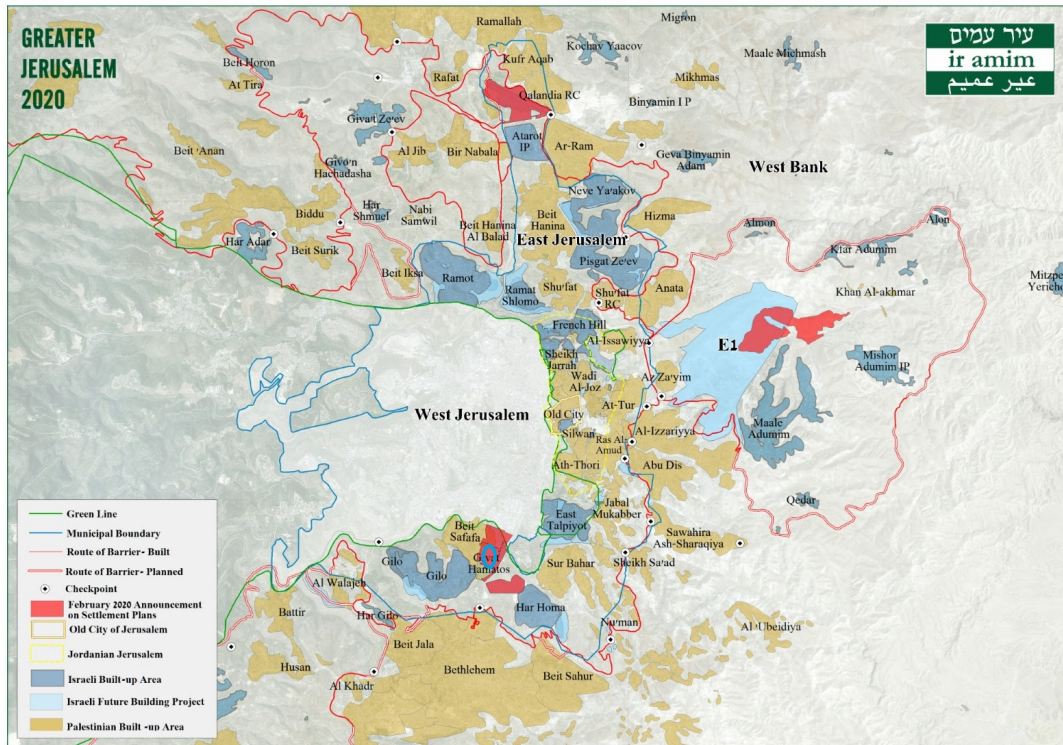 GREATER
JERUSALEM
2020
עיר עמים
ir amim
عير عميم
Ramallah
Migron
Beit Horon
At Tira
Kufr Aqab
Kochav Yaacov
Maale Michmash
Rafat
Mikhmas
Qalandia RC
Binyamin I P
Giva't Ze'ev
Atarot
IP
Al Jib
Bir Nabala
Ar-Ram
Beit 'Anan
Givo'n
Hachadasha
Geva Binyamin
Adam
West Bank
Neve Ya'akov
Har
Shmuel
Biddu
Nabi
Samwil
Beit Hanina
Al Balad
Beit
Hanina
Hizma
Almon
Alon
Har Adar
Beit Surik
East Jerusalem
Kfar Adumim
Pisgat Ze'ev
Beit Iksa
Ramot
Ramat
Shlomo
Shu'fat
Shu'fat
RC
Anata
Khan Al-akhmar
Mitzpe
Yericho
French Hill
Al-Issawiyya
E1
Sheikh
Jarrah
Wadi
Al-Joz
Az Za'yim
Mishor
Adumim IP
West Jerusalem
Old City
At-Tur
Silwan
Al-Izzariyya
Maale
Adumim
Ras Al-
Amud
Ath-Thori
Abu Dis
Qedar
Jabal
Mukabber
East
Talpiyot
Beit
Safafa
Sawahira
Ash-Sharaqiya
Gilo
Gilo
Givat
Hamatos
Sur Bahar
Sheikh Sa'ad
Al Walajeh
Har Gilo
Har Homa
Battir
Nu'man
Al 'Ubeidiya
Beit Jala
Husan
Bethlehem
Beit Sahur
Al Khadr
Green Line
Municipal Boundary
Route of Barrier- Built
Route of Barrier- Planned
Checkpoint
February 2020 Announcement
on Settlement Plans
Old City of Jerusalem
Jordanian Jerusalem
Israeli Built-up Area
Israeli Future Building Project
Palestinian Built -up Area